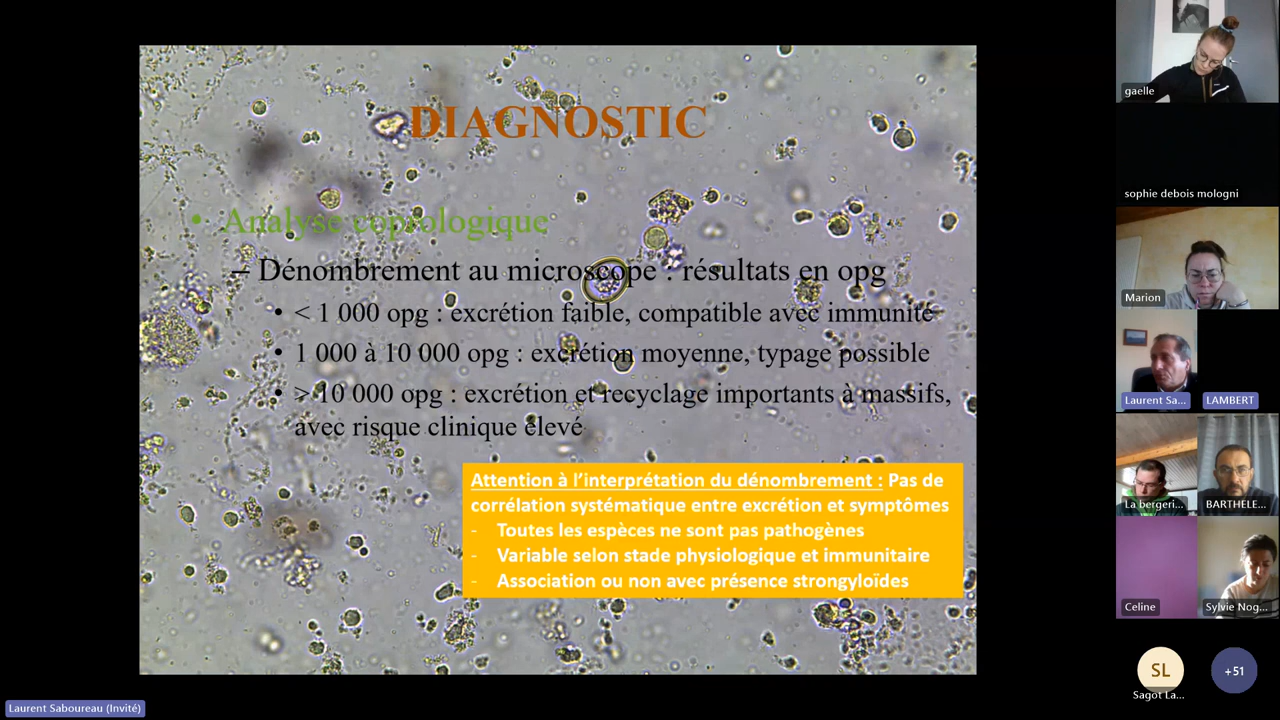 DIAGNOSTIC
• Analyse coprologique
– Dénombrement au microscope : résultats en opg
• < 1 000 opg : excrétion faible, compatible avec immunité
• 1 000 à 10 000 opg : excrétion moyenne, typage possible
• > 10 000 opg : excrétion et recyclage importants à massifs,
avec risque clinique élevé
Attention à l'interprétation du dénombrement : Pas de
corrélation systématique entre excrétion et symptômes
- Toutes les espèces ne sont pas pathogènes
- Variable selon stade physiologique et immunitaire
- Association ou non avec présence strongyloïdes
gaelle
sophie debois mologni
Marion
Laurent Sa...
LAMBERT
La bergeri...
BARTHELE...
Celine
Sylvie Nog...
SL
Sagot La...
+51
Laurent Saboureau (Invité)